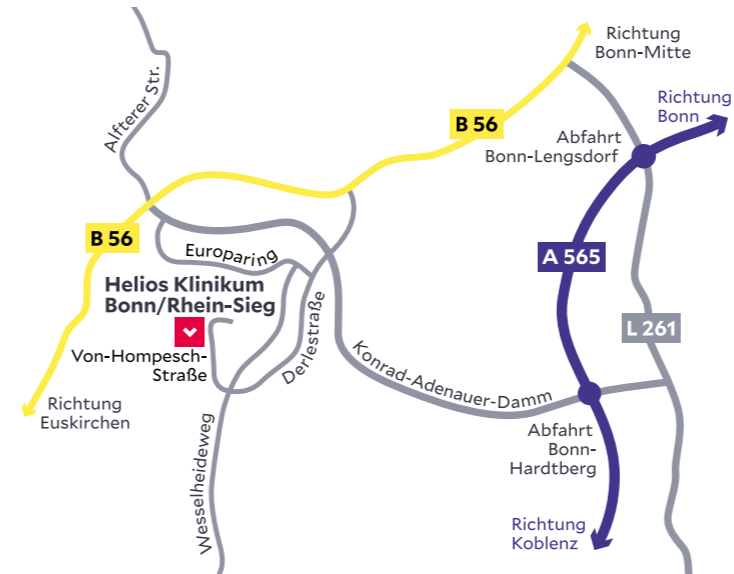 Richtung
Bonn-Mitte
Richtung
Bonn
Alfterer Str.
B 56
Abfahrt
Bonn-Lengsdorf
B 56
Europaring
A 565
Helios Klinikum
Bonn/Rhein-Sieg
L 261
Von-Hompesch-
Straße
Derlestraße
Konrad-Adenauer-Damm
Richtung
Euskirchen
Wesselheideweg
Abfahrt
Bonn-
Hardtberg
Richtung
Koblenz